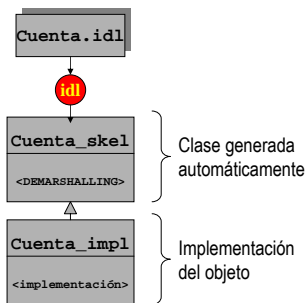 Cuenta.idl
idl
Cuenta_skel
<DEMARSHALLING>
Clase generada
automáticamente
Cuenta_impl
<implementación>
Implementación
del objeto